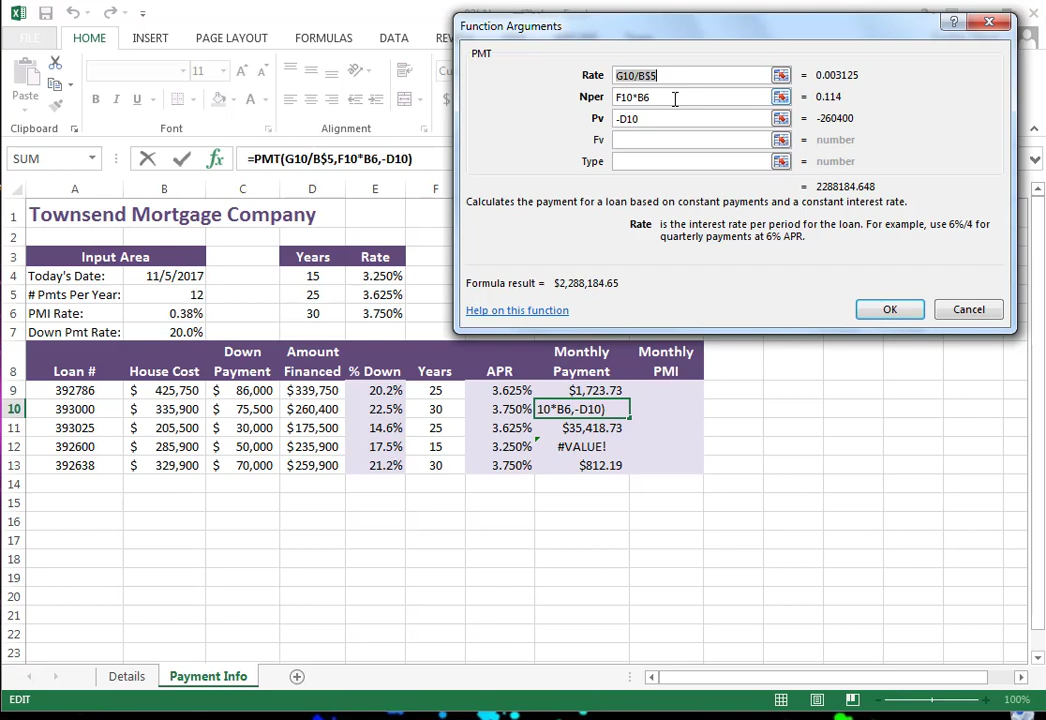 Function Arguments
FILE HOME INSERT PAGE LAYOUT FORMULAS DATA
PMT
Rate G10/B$5 = 0.003125
Nper F10*B6 = 0.114
Pv -D10 = -260400
Fv = number
Type = number
= 2288184.648
Calculates the payment for a loan based on constant payments and a constant interest rate.
Rate is the interest rate per period for the loan. For example, use 6%/4 for
quarterly payments at 6% APR.
Formula result = $2,288,184.65
Help on this function
OK Cancel
11
Paste
B I U
Clipboard Alignment
SUM =PMT(G10/B$5,F10*B6,-D10)
A B C D E F
1 Townsend Mortgage Company
2
3 Input Area Years Rate
4 Today's Date: 11/5/2017 15 3.250%
5 # Pmts Per Year: 12 25 3.625%
6 PMI Rate: 0.38% 30 3.750%
7 Down Pmt Rate: 20.0%
8 Loan # House Cost Down Payment Amount Financed % Down Years APR Monthly Payment Monthly PMI
9 392786 $ 425,750 $ 86,000 $339,750 20.2% 25 3.625% $1,723.73
10 393000 $ 335,900 $ 75,500 $260,400 22.5% 30 3.750% 10*B6,-D10)
11 393025 $ 205,500 $ 30,000 $175,500 14.6% 25 3.625% $35,418.73
12 392600 $ 285,900 $ 50,000 $235,900 17.5% 15 3.250% #VALUE!
13 392638 $ 329,900 $ 70,000 $259,900 21.2% 30 3.750% $812.19
14
15
16
17
18
19
20
21
22
23
Details Payment Info
EDIT 100%